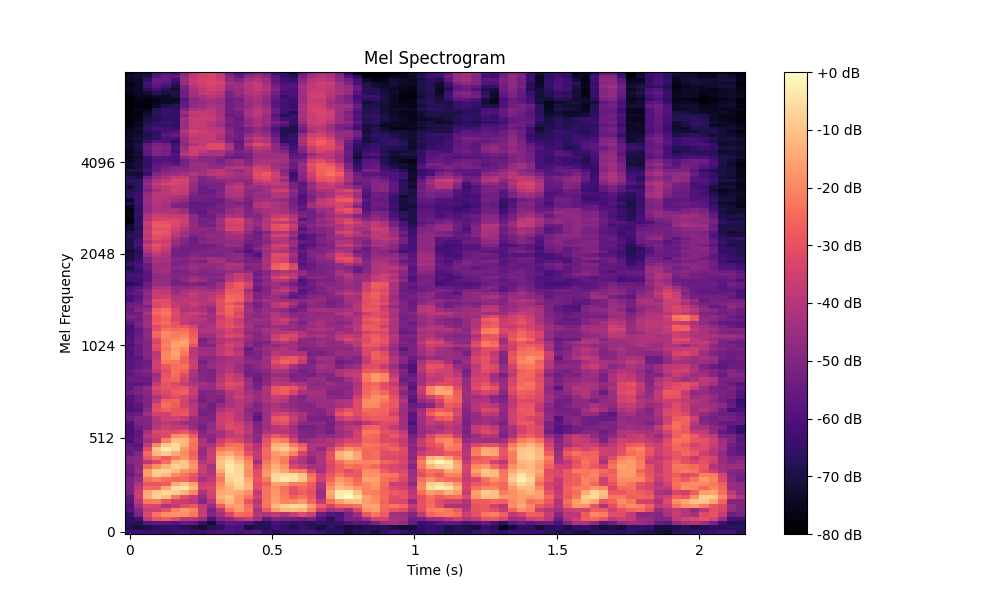 Mel Spectrogram
Mel Frequency
4096
2048
1024
512
0
0
0.5
1
1.5
2
Time (s)
+0 dB
-10 dB
-20 dB
-30 dB
-40 dB
-50 dB
-60 dB
-70 dB
-80 dB